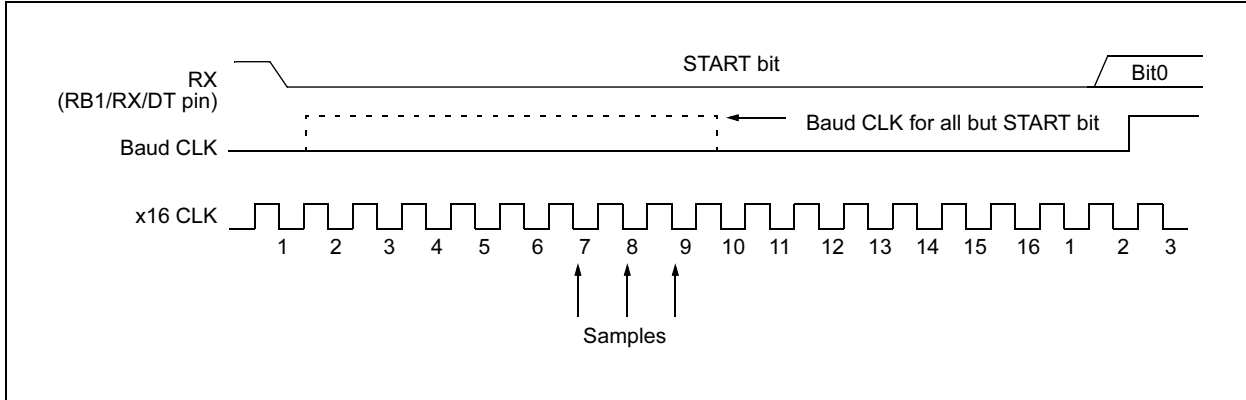 START bit
RX
(RB1/RX/DT pin)
Bit0
Baud CLK for all but START bit
Baud CLK
x16 CLK
1 2 3 4 5 6 7 8 9 10 11 12 13 14 15 16 1 2 3
Samples